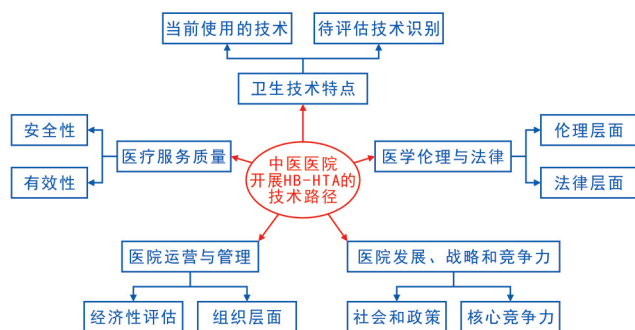 当前使用的技术
待评估技术识别
卫生技术特点
安全性
医疗服务质量
有效性
中医医院
开展HB-HTA的
技术路径
医学伦理与法律
伦理层面
法律层面
医院运营与管理
医院发展、战略和竞争力
经济性评估
组织层面
社会和政策
核心竞争力